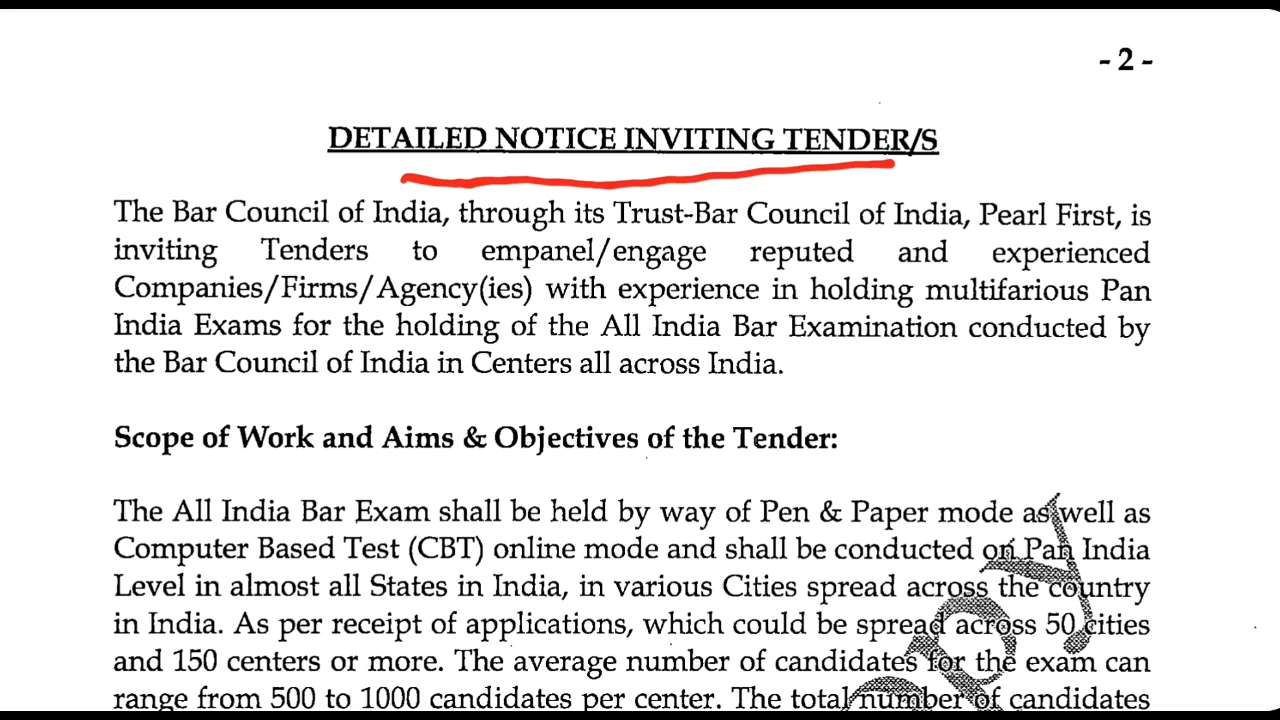 - 2 -
DETAILED NOTICE INVITING TENDER/S
The Bar Council of India, through its Trust-Bar Council of India, Pearl First, is
inviting Tenders to empanel/engage reputed and experienced
Companies/Firms/Agency(ies) with experience in holding multifarious Pan
India Exams for the holding of the All India Bar Examination conducted by
the Bar Council of India in Centers all across India.
Scope of Work and Aims & Objectives of the Tender:
The All India Bar Exam shall be held by way of Pen & Paper mode as well as
Computer Based Test (CBT) online mode and shall be conducted on Pan India
Level in almost all States in India, in various Cities spread across the country
in India. As per receipt of applications, which could be spread across 50 cities
and 150 centers or more. The average number of candidates for the exam can
range from 500 to 1000 candidates per center. The total number of candidates